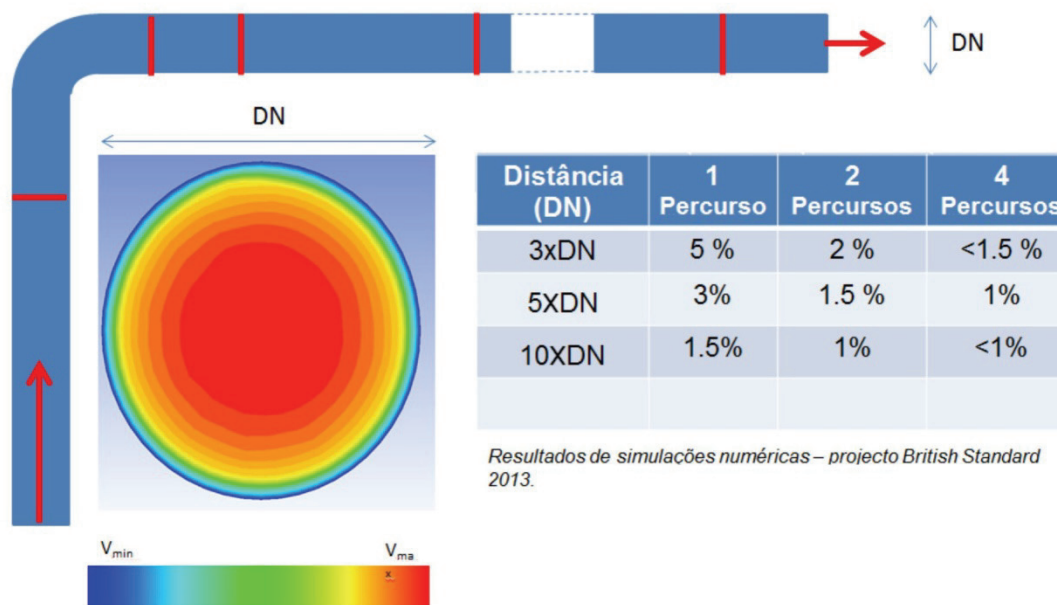 DN
DN
Distância (DN) 1 Percurso 2 Percursos 4 Percursos
3xDN 5 % 2 % <1.5 %
5XDN 3% 1.5 % 1%
10XDN 1.5% 1% <1%
Resultados de simulações numéricas – projecto British Standard
2013.
Vmin Vma
x